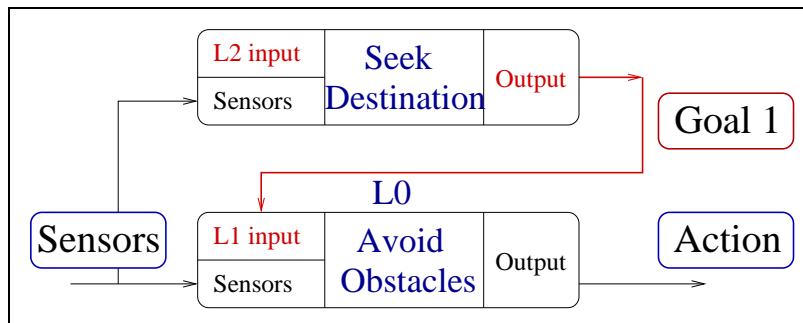 L2 input
Sensors
Seek
Destination
Output
Goal 1
L0
Sensors
L1 input
Sensors
Avoid
Obstacles
Output
Action